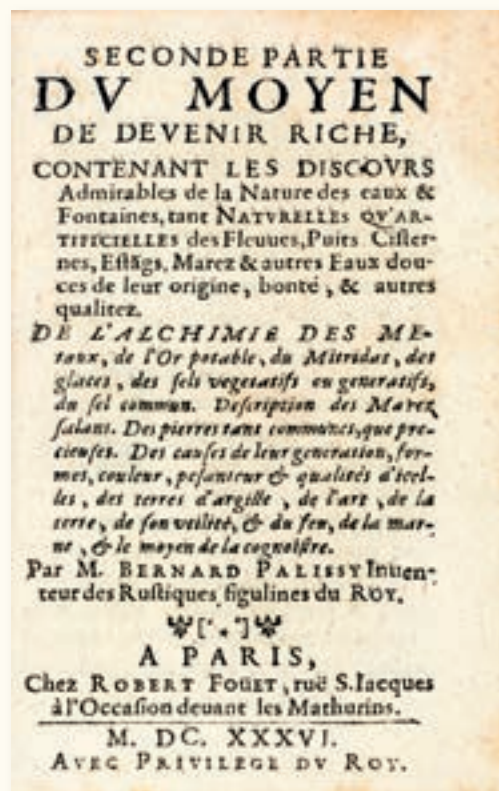 SECONDE PARTIE
DV MOYEN
DE DEVENIR RICHE,
CONTENANT LES DISCOVRS
Admirables de la Nature des eaux &
Fontaines, tant NATVRELLES QV'AR-
TIFICIELLES des Fleuues, Puits Cister-
nes, Estãgs, Marez & autres Eaux dou-
ces de leur origine, bonté, & autres
qualitez.
DE L'ALCHIMIE DES ME-
taux, de l'Or potable, du Mitridat, des
glaces, des sels vegetatifs ou generatifs,
du sel commun. Description des Marez
salans. Des pierres tant communes, que pre-
cieuses. Des causes de leur generation, for-
mes, couleur, pesanteur & qualités d'icel-
les, des terres d'argille, de l'art, de la
terre, de son vtilité, & du feu, de la mar-
ne, & le moyen de la cognoistre.
Par M. BERNARD PALISSY Inuen-
teur des Rustiques figulines du ROY.
A PARIS,
Chez ROBERT FOÜET, ruë S. Iacques
à l'Occasion deuant les Mathurins.
M. DC. XXXVI.
AVEC PRIVILEGE DV ROY.